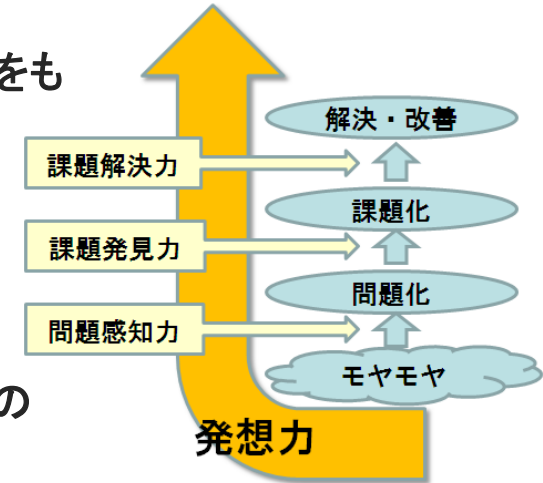 をも
解決・改善
課題解決力
課題化
課題発見力
問題化
問題感知力
モヤモヤ
の
発想力